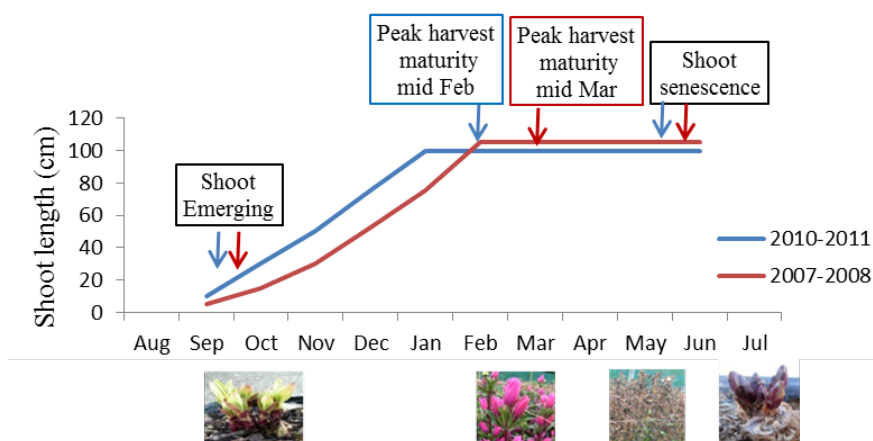 Peak harvest
maturity
mid Feb
Peak harvest
maturity
mid Mar
Shoot
senescence
Shoot
Emerging
Shoot length (cm)
120
100
80
60
40
20
0
Aug Sep Oct Nov Dec Jan Feb Mar Apr May Jun Jul
2010-2011
2007-2008